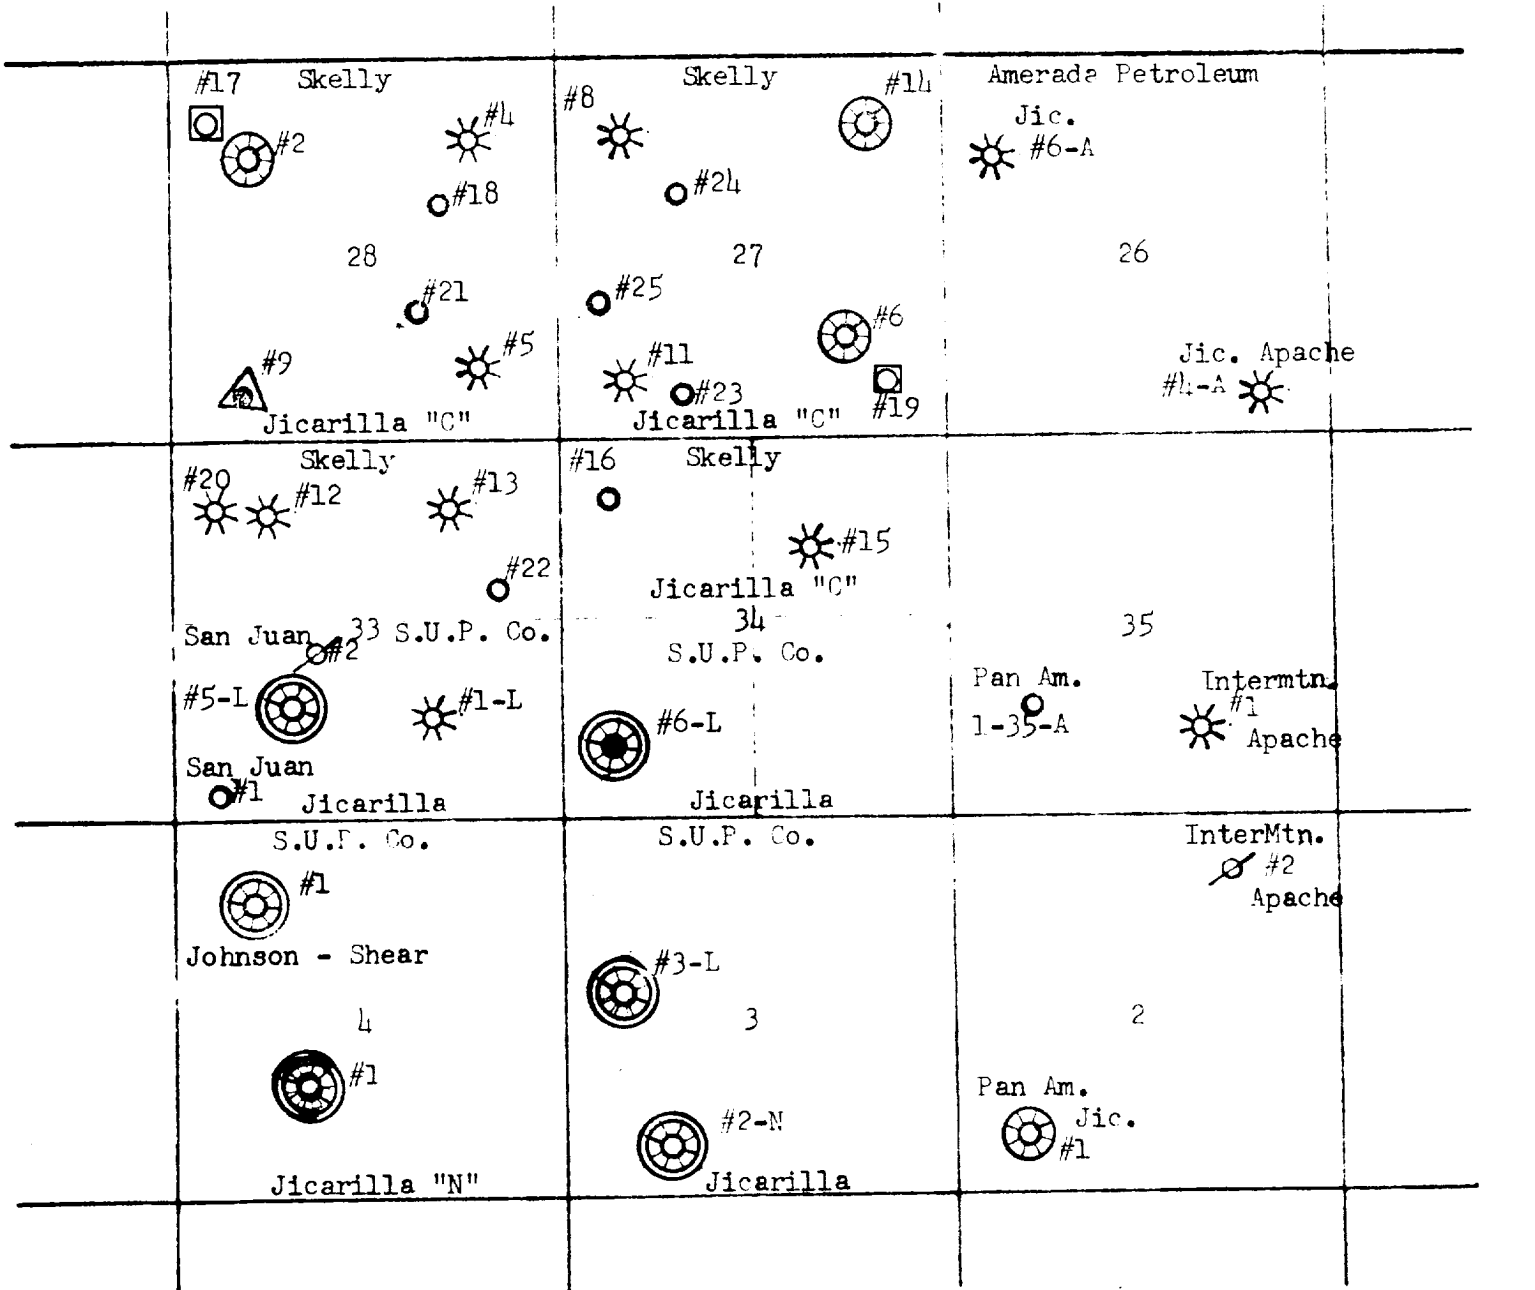 #17 Skelly
#2
#4
#18
28
#21
#5
#9
Jicarilla "C"
Skelly
#8
#14
#24
27
#25
#6
#11
#23
#19
Jicarilla "C"
Amerada Petroleum
Jic.
#6-A
26
Jic. Apache
#4-A
Skelly
#20
#12
#13
#22
San Juan
#2
33
S.U.P. Co.
#5-L
#1-L
San Juan
#1
Jicarilla
#16 Skelly
#15
Jicarilla "C"
34
S.U.P. Co.
#6-L
Jicarilla
35
Pan Am.
1-35-A
Intermtn.
#1
Apache
S.U.P. Co.
#1
Johnson - Shear
4
#1
Jicarilla "N"
S.U.P. Co.
#3-L
3
#2-N
Jicarilla
InterMtn.
#2
Apache
2
Pan Am.
Jic.
#1